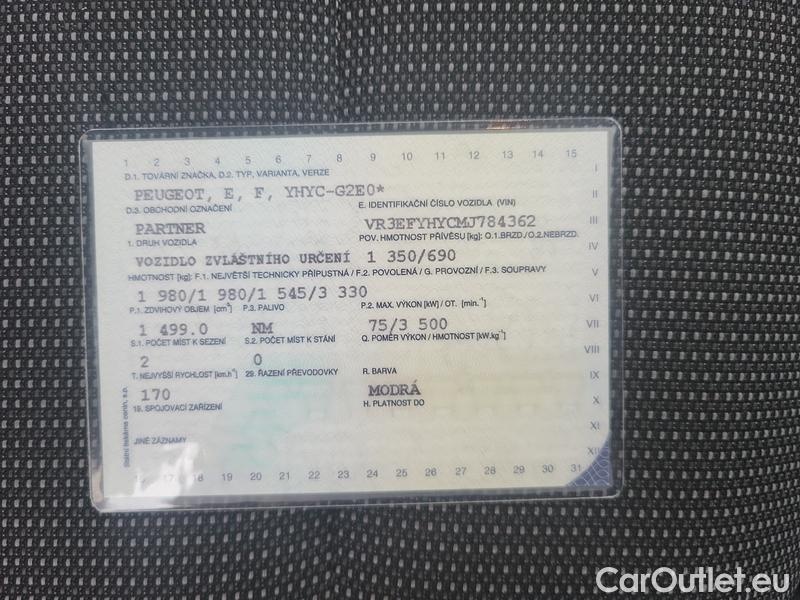 1 2 3 4 5 6 7 8 9 10 11 12 13 14 15
D.1. TOVÁRNÍ ZNAČKA, D.2. TYP, VARIANTA, VERZE I
PEUGEOT, E, F, YHYC-G2E0* II
D.3. OBCHODNÍ OZNAČENÍ E. IDENTIFIKAČNÍ ČÍSLO VOZIDLA (VIN)
PARTNER VR3EFYHYCMJ784362 III
1. DRUH VOZIDLA POV. HMOTNOST PŘÍVĚSU [kg]: O.1.BRZD./O.2.NEBRZD.
VOZIDLO ZVLÁŠTNÍHO URČENÍ 1 350/690 IV
HMOTNOST [kg]: F.1. NEJVĚTŠÍ TECHNICKY PŘÍPUSTNÁ / F.2. POVOLENÁ / G. PROVOZNÍ / F.3. SOUPRAVY V
1 980/1 980/1 545/3 330 VI
P.1. ZDVIHOVÝ OBJEM [cm³] P.3. PALIVO P.2. MAX. VÝKON [kW] / OT. [min.⁻¹]
1 499.0 NM 75/3 500 VII
S.1. POČET MÍST K SEZENÍ S.2. POČET MÍST K STÁNÍ Q. POMĚR VÝKON / HMOTNOST [kW.kg⁻¹]
2 0 VIII
T. NEJVYŠŠÍ RYCHLOST [km.h⁻¹] 29. ŘAZENÍ PŘEVODOVKY R. BARVA IX
170 MODRÁ X
19. SPOJOVACÍ ZAŘÍZENÍ H. PLATNOST DO
XI
JINÉ ZÁZNAMY
XII
17 18 19 20 21 22 23 24 25 26 27 28 29 30 31
Státní tiskárna cenin, s.p.
CarOutlet.eu